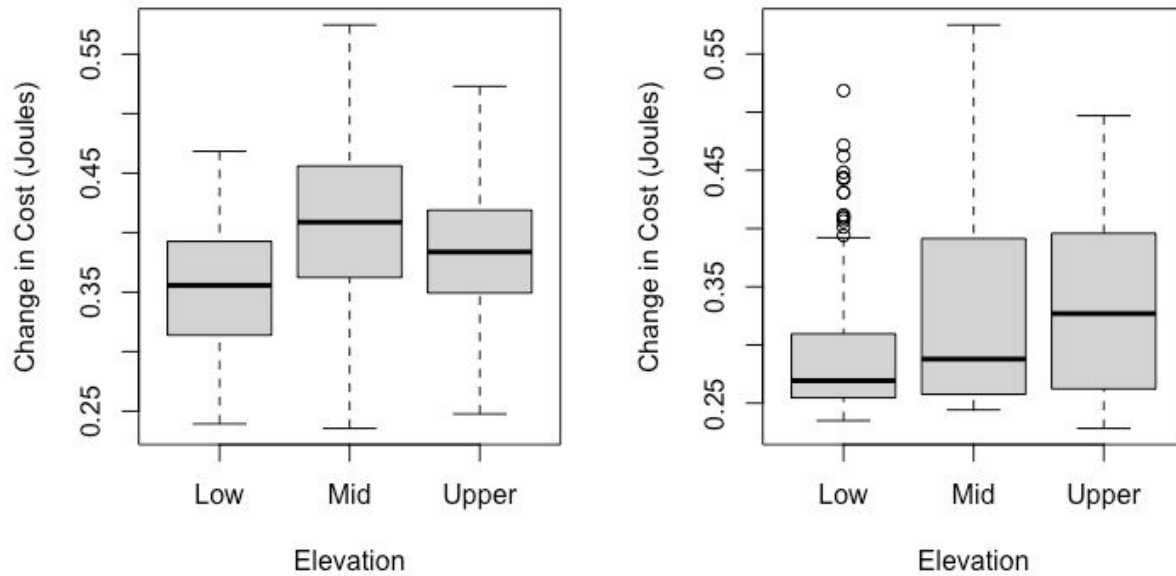 Change in Cost (Joules)
0.55
0.45
0.35
0.25
Low Mid Upper
Elevation
Change in Cost (Joules)
0.55
0.45
0.35
0.25
Low Mid Upper
Elevation